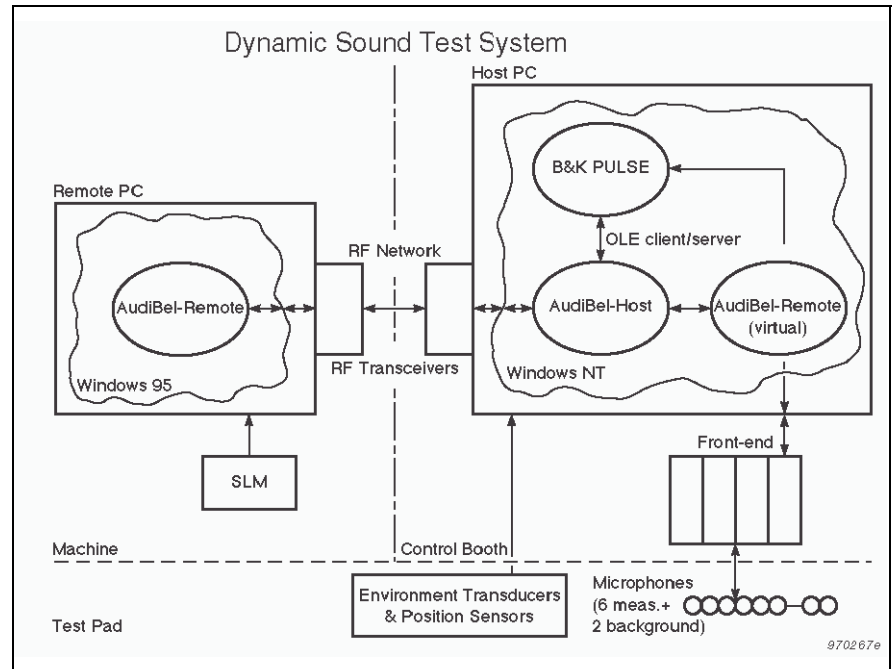 Dynamic Sound Test System
Host PC
B&K PULSE
Remote PC
OLE client/server
RF Network
AudiBel-Remote
AudiBel-Host
AudiBel-Remote
(virtual)
RF Transceivers
Windows 95
Windows NT
Front-end
SLM
Machine
Control Booth
Environment Transducers
& Position Sensors
Microphones
(6 meas.+
2 background)
Test Pad
970267e